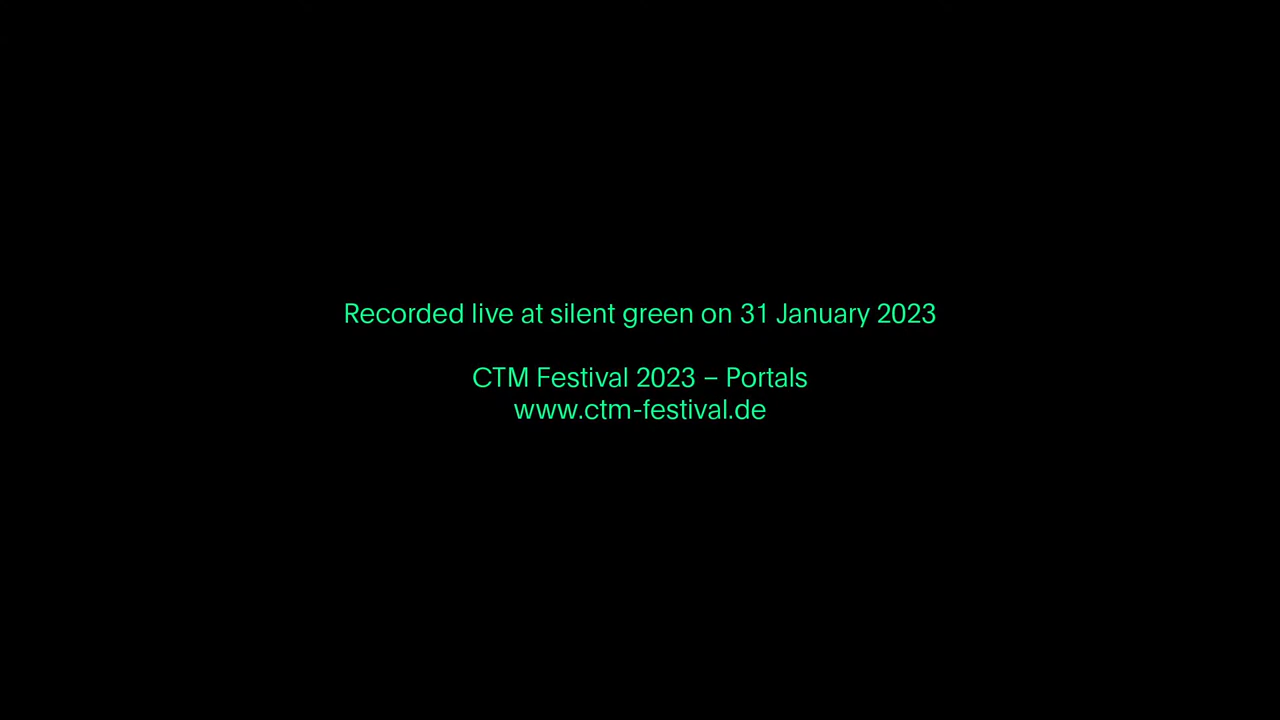 Recorded live at silent green on 31 January 2023
CTM Festival 2023 – Portals
www.ctm-festival.de